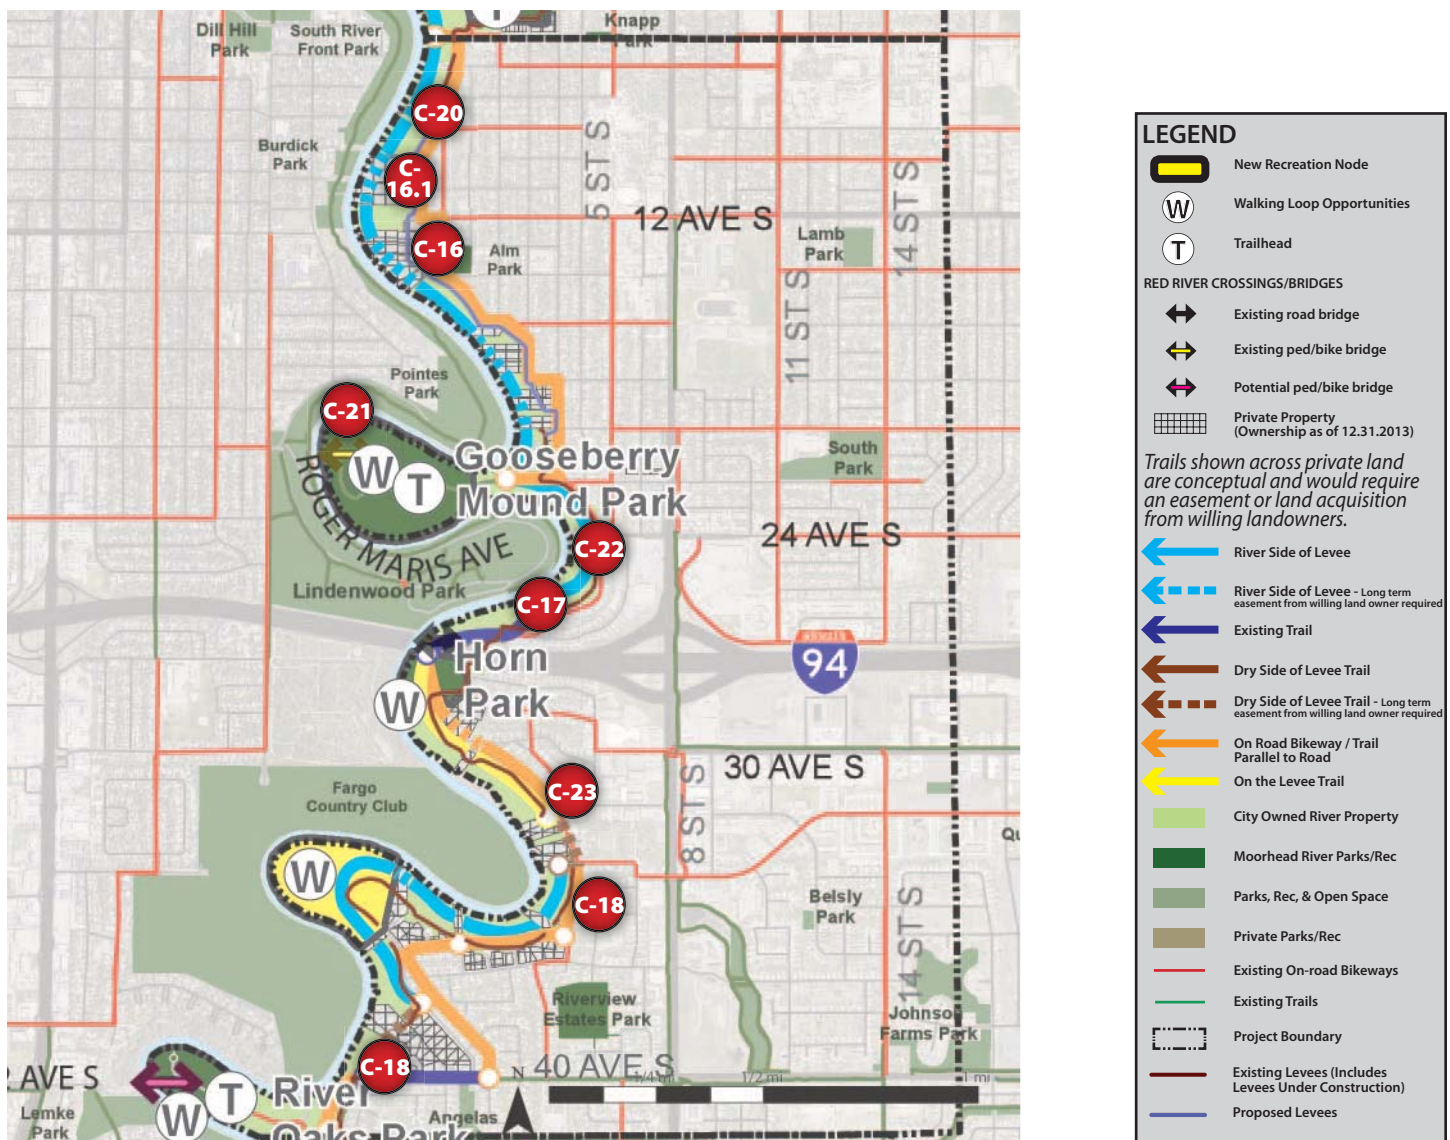 Dill Hill
Park
South River
Front Park
T
Knapp
Park
C-20
Burdick
Park
C-
16.1
5 ST S
12 AVE S
14 ST S
C-16
Alm
Park
Lamb
Park
11 ST S
Pointes
Park
C-21
Gooseberry
Mound Park
W
T
South
Park
ROGER MARIS AVE
24 AVE S
C-22
Lindenwood Park
C-17
Horn
Park
94
W
30 AVE S
8 ST S
C-23
Fargo
Country Club
W
C-18
Belsly
Park
14 ST S
Riverview
Estates Park
Johnson
Farms Park
C-18
N
40 AVE S
1/4 mi
1/2 mi
1 mi
AVE S
Lemke
Park
W
T
River
Oaks Park
Angelas
LEGEND
New Recreation Node
W
Walking Loop Opportunities
T
Trailhead
RED RIVER CROSSINGS/BRIDGES
Existing road bridge
Existing ped/bike bridge
Potential ped/bike bridge
Private Property
(Ownership as of 12.31.2013)
Trails shown across private land
are conceptual and would require
an easement or land acquisition
from willing landowners.
River Side of Levee
River Side of Levee - Long term
easement from willing land owner required
Existing Trail
Dry Side of Levee Trail
Dry Side of Levee Trail - Long term
easement from willing land owner required
On Road Bikeway / Trail
Parallel to Road
On the Levee Trail
City Owned River Property
Moorhead River Parks/Rec
Parks, Rec, & Open Space
Private Parks/Rec
Existing On-road Bikeways
Existing Trails
Project Boundary
Existing Levees (Includes
Levees Under Construction)
Proposed Levees